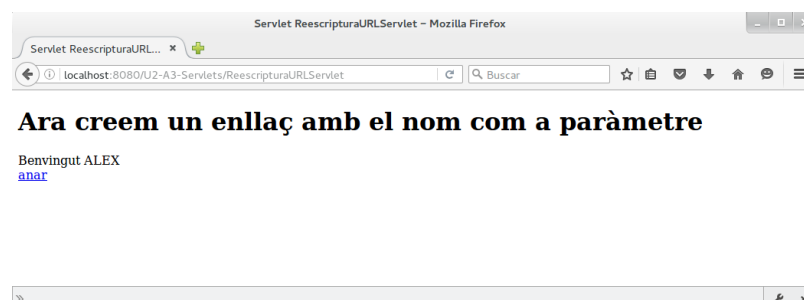 Servlet ReescripturaURLServlet - Mozilla Firefox
Servlet ReescripturaURL...
localhost:8080/U2-A3-Servlets/ReescripturaURLServlet
Buscar
Ara creem un enllaç amb el nom com a paràmetre
Benvingut ALEX
anar